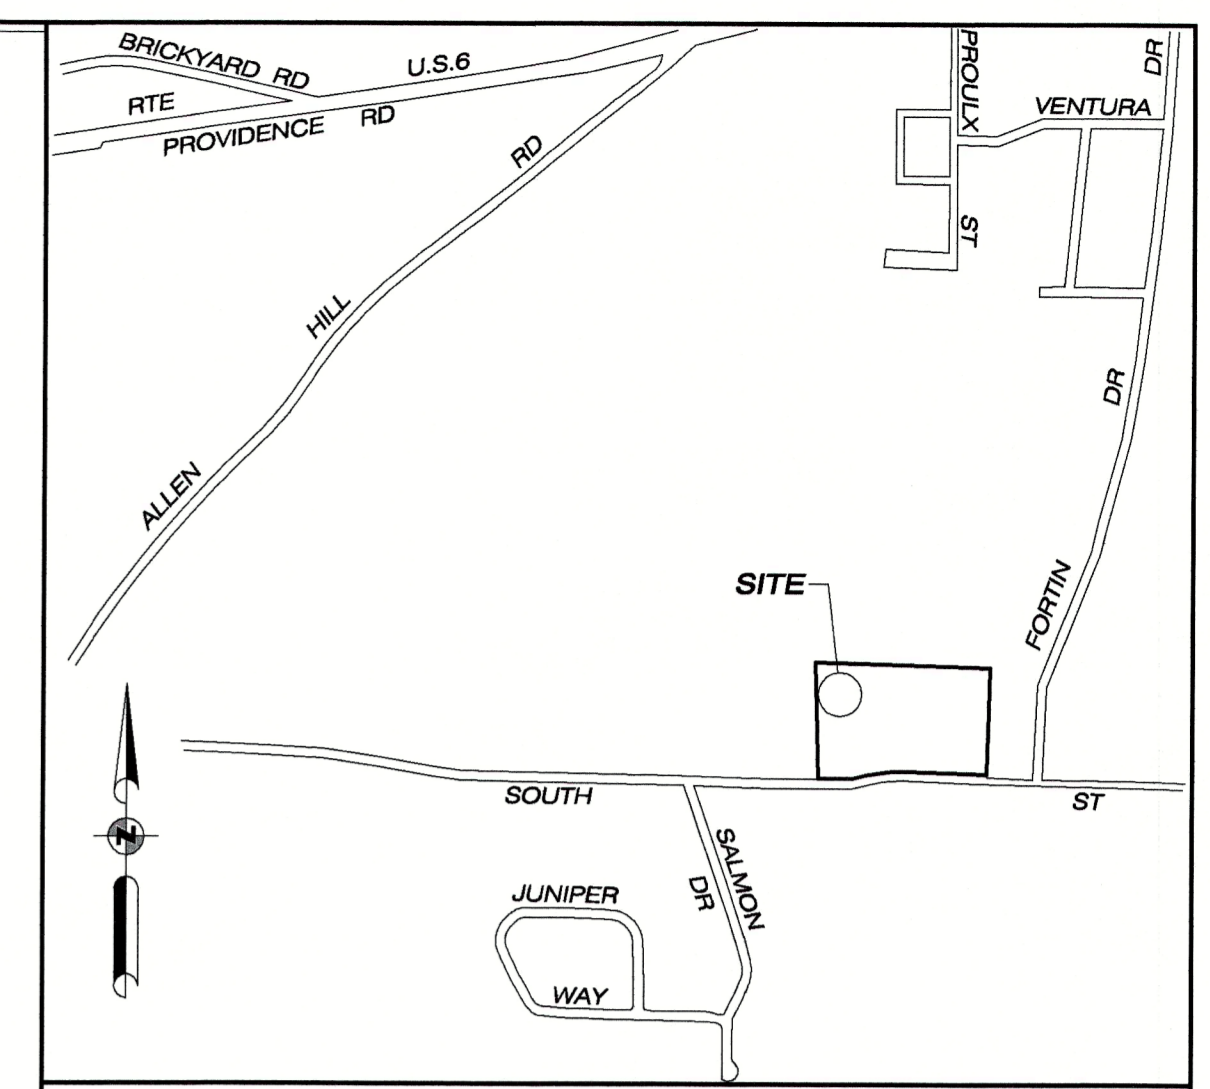 BRICKYARD RD
U.S.6
RTE
PROVIDENCE RD
PROULX
ST
VENTURA
DR
ALLEN
HILL
RD
FORTIN
DR
SITE
SOUTH
ST
SALMON
DR
JUNIPER
WAY
N